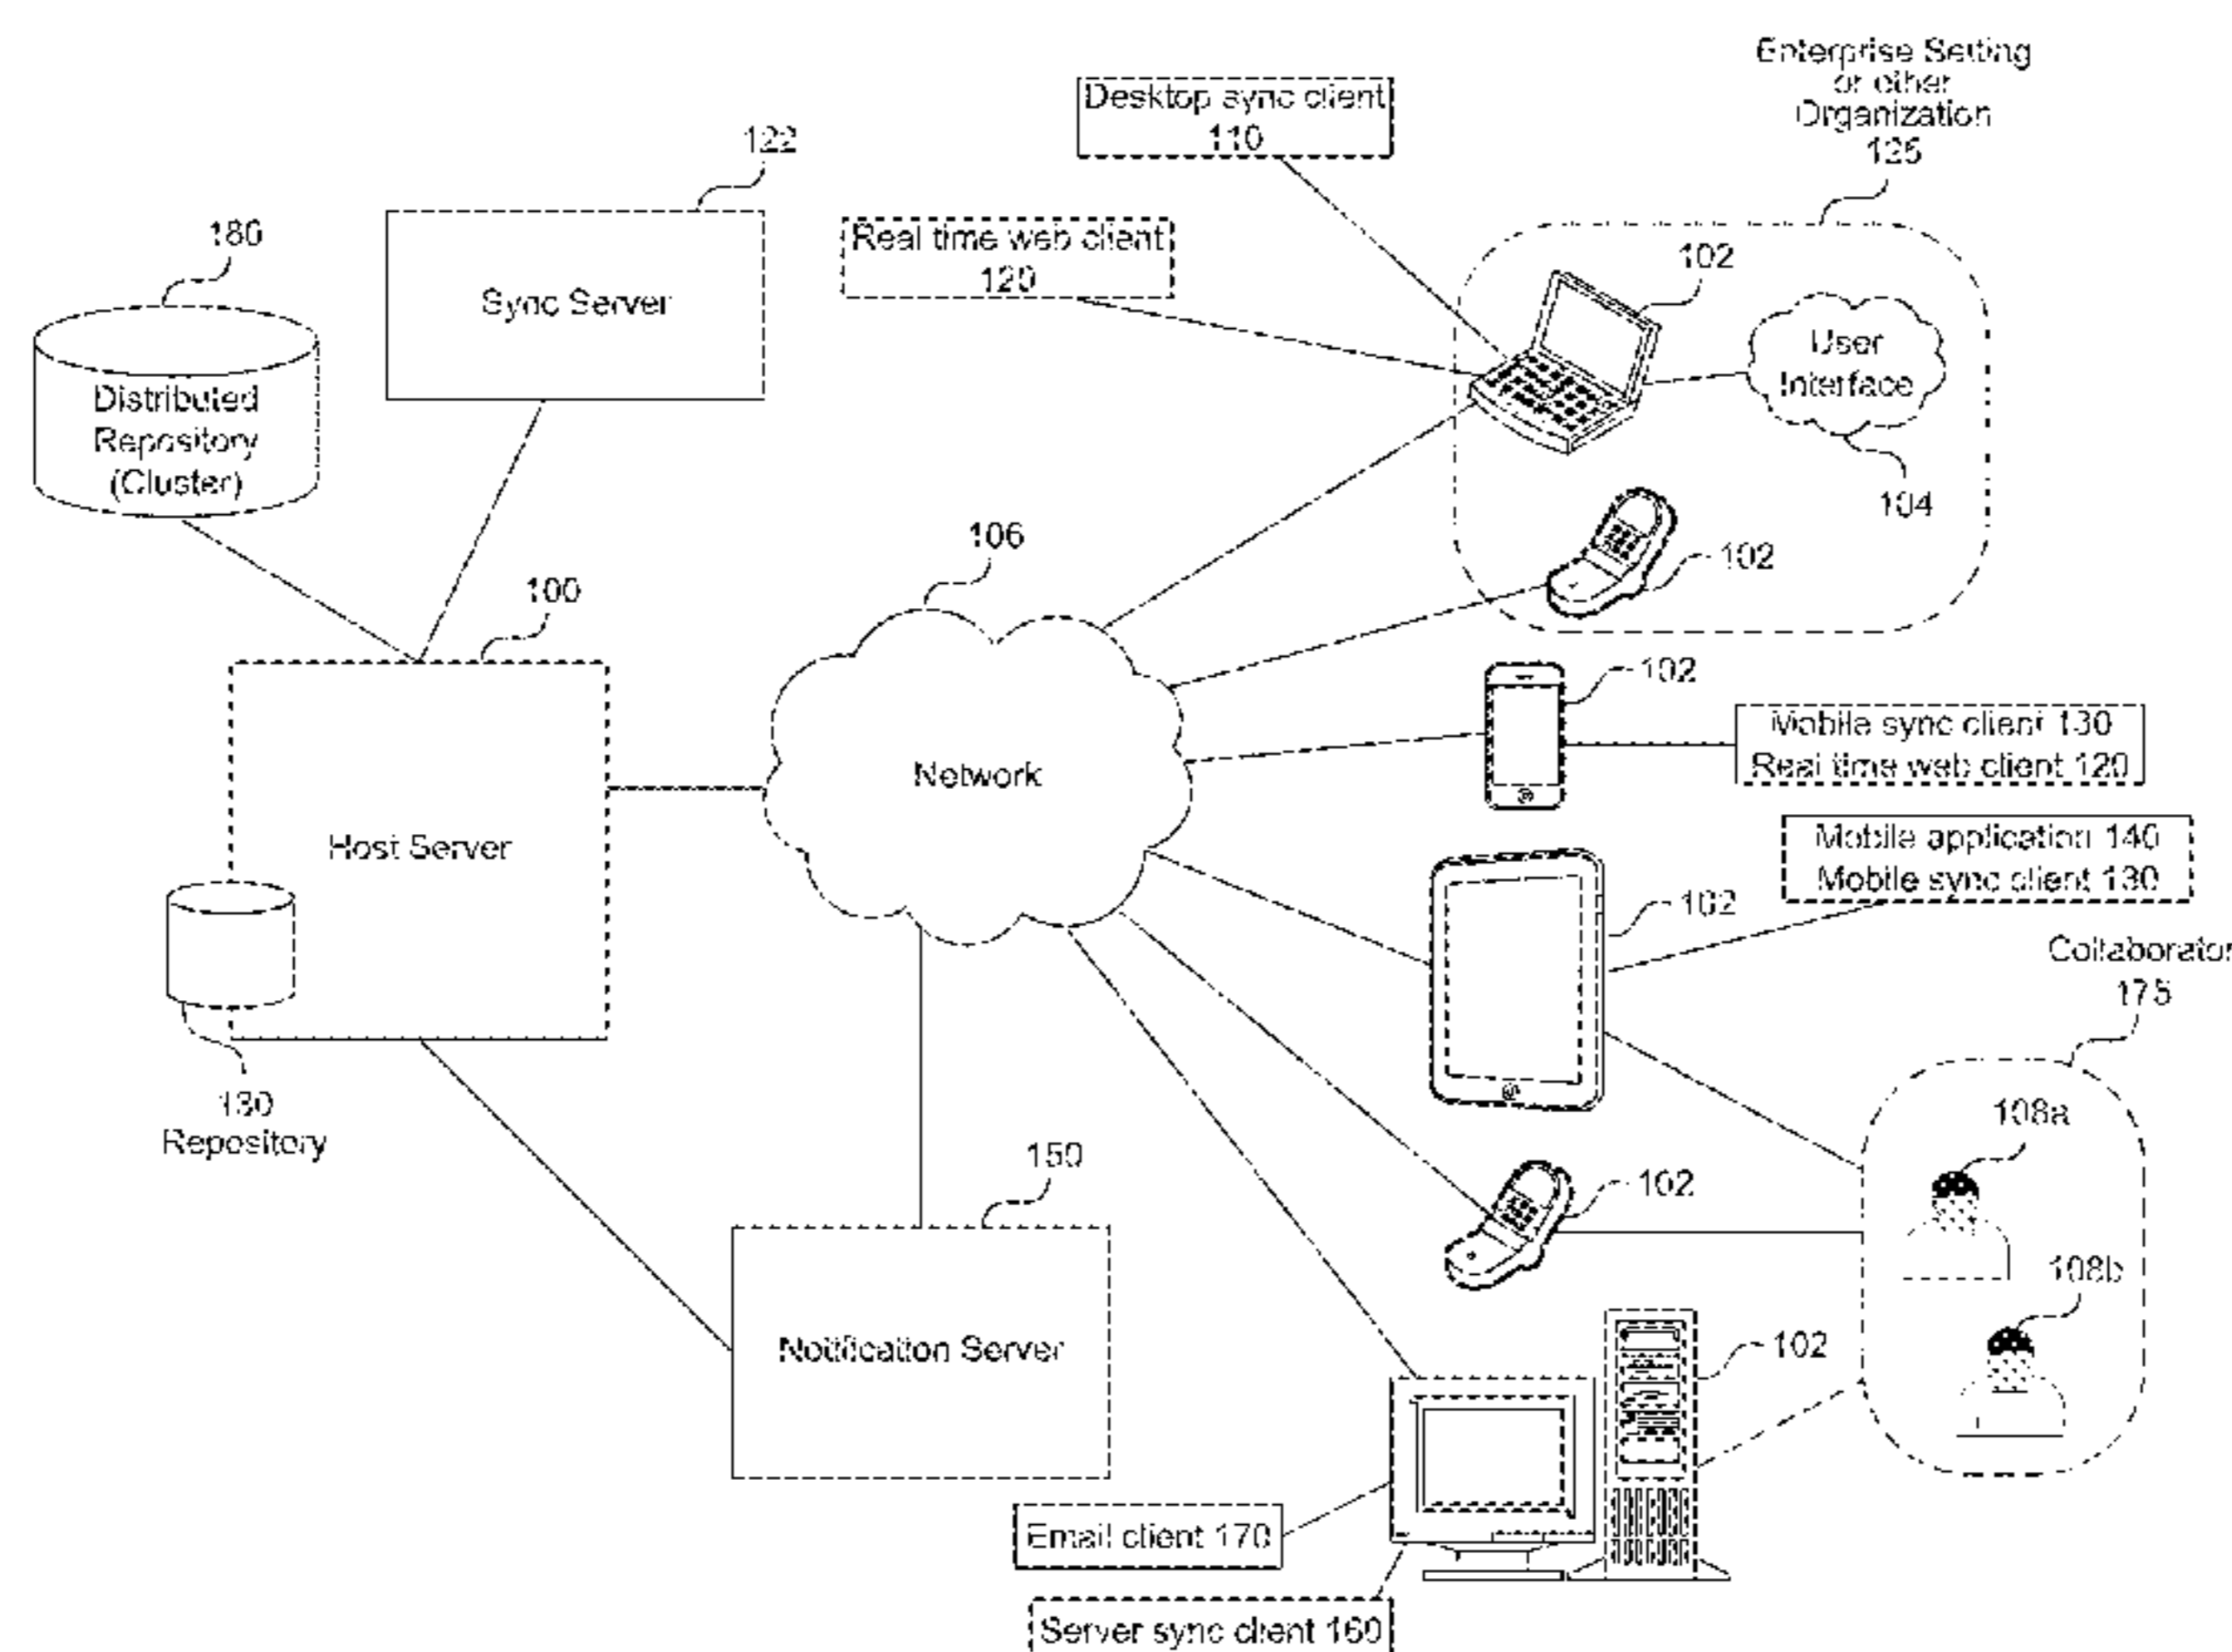 Enterprise Setting
or other
Organization
125
Desktop sync client
110
122
Real time web client
120
180
102
Sync Server
User
Interface
Distributed
Repository
(Cluster)
104
106
102
100
102
Mobile sync client 130
Real time web client 120
Network
Host Server
Mobile application 140
Mobile sync client 130
102
Collaborator
175
130
Repository
108a
150
102
108b
Notification Server
102
Email client 170
Server sync client 160